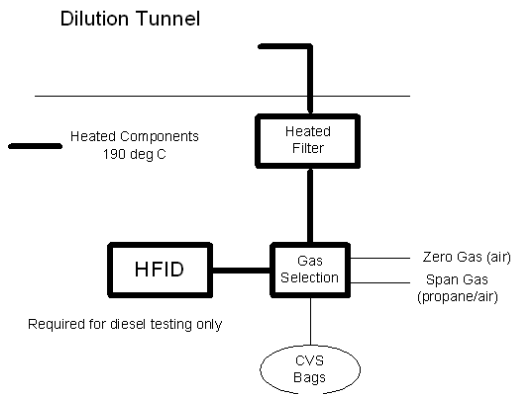 Dilution Tunnel
Heated Components
190 deg C
Heated
Filter
HFID
Gas
Selection
Zero Gas (air)
Span Gas
(propane/air)
Required for diesel testing only
CVS
Bags